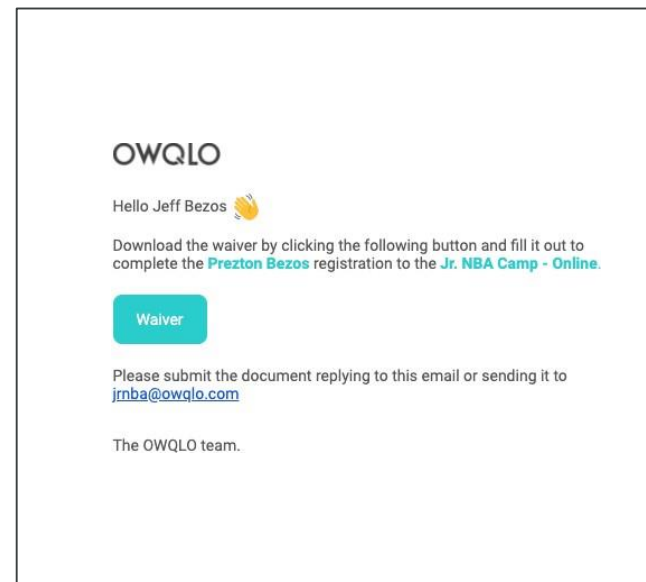 OWQLO
Hello Jeff Bezos 👋
Download the waiver by clicking the following button and fill it out to
complete the Prezton Bezos registration to the Jr. NBA Camp - Online.
Waiver
Please submit the document replying to this email or sending it to
jrnba@owqlo.com
The OWQLO team.